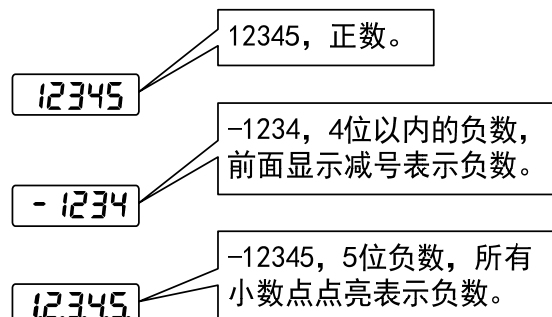 12345，正数。
12345
-1234，4位以内的负数，
前面显示减号表示负数。
-1234
-12345，5位负数，所有
小数点点亮表示负数。
1.2.3.4.5.